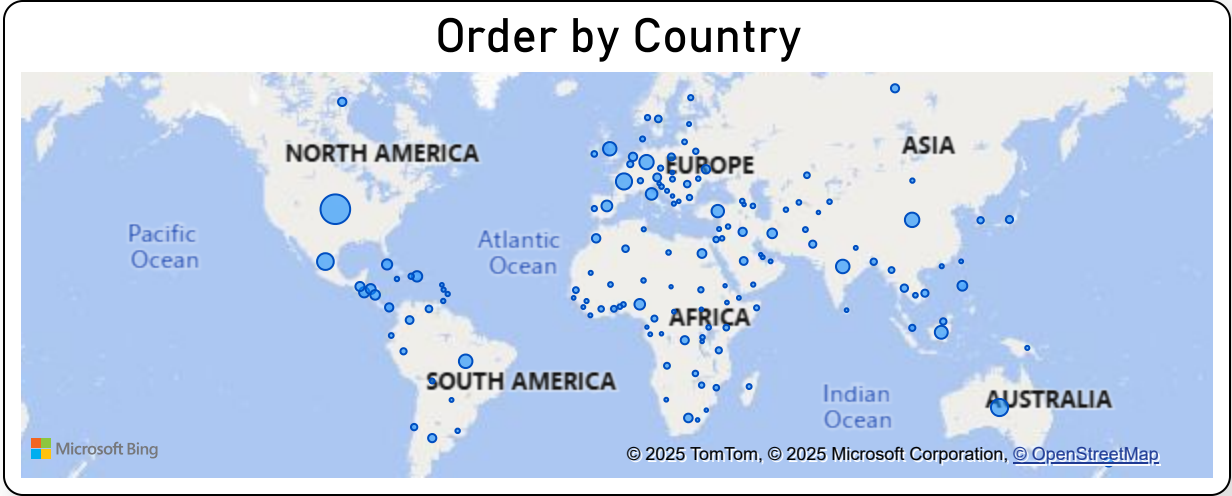 Order by Country
NORTH AMERICA
EUROPE
ASIA
Pacific
Ocean
Atlantic
Ocean
AFRICA
SOUTH AMERICA
Indian
Ocean
AUSTRALIA
Microsoft Bing
© 2025 TomTom, © 2025 Microsoft Corporation, © OpenStreetMap